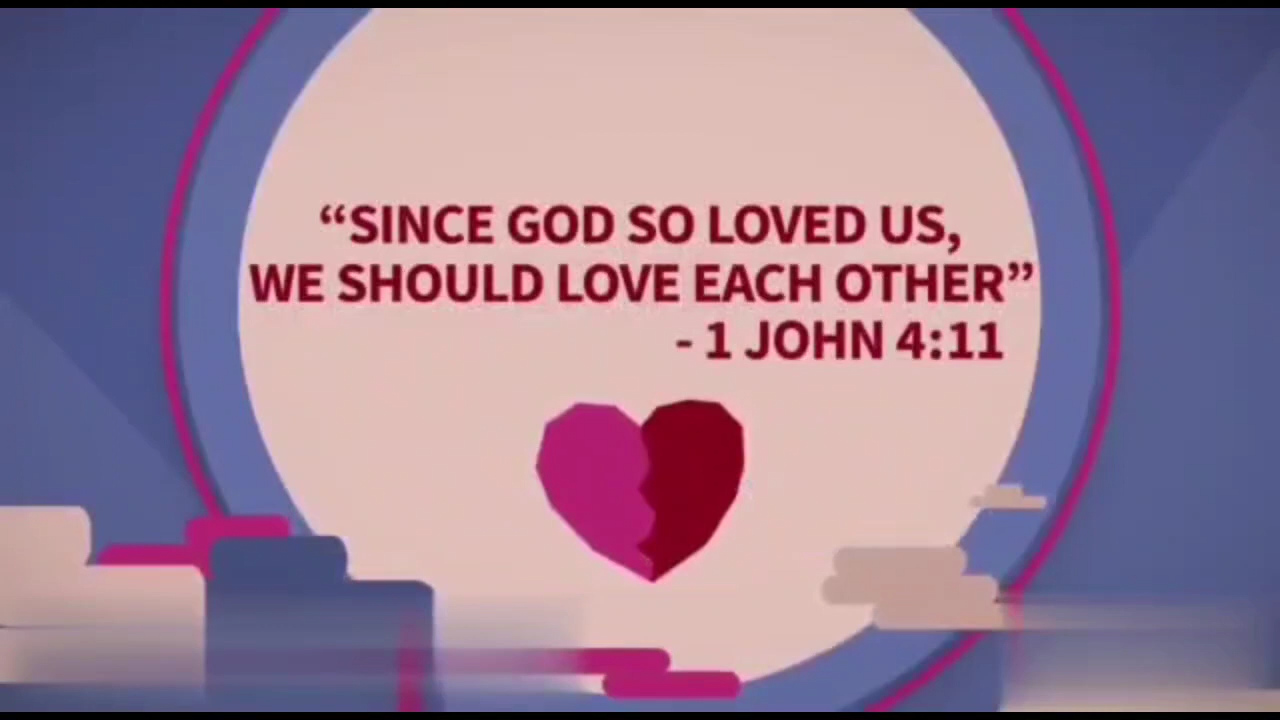 “SINCE GOD SO LOVED US,
WE SHOULD LOVE EACH OTHER”
- 1 JOHN 4:11